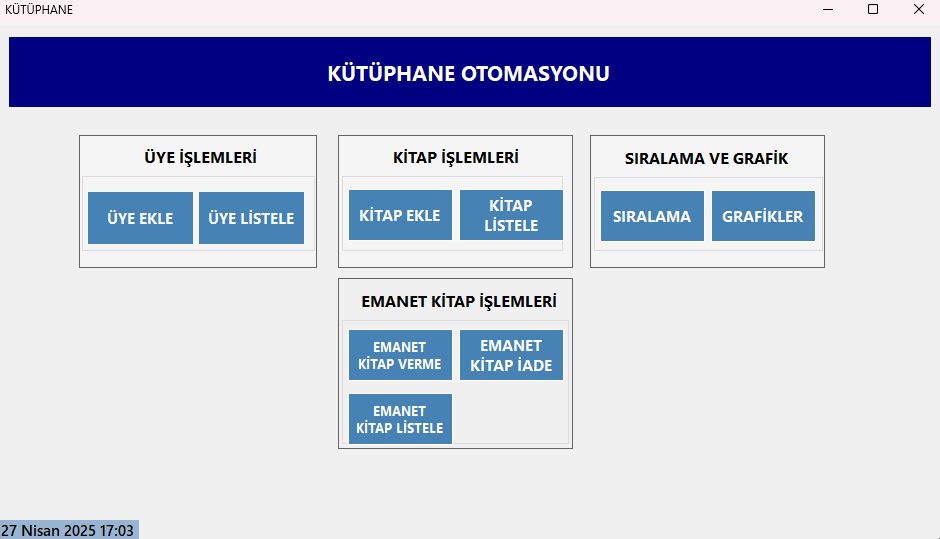 KÜTÜPHANE
KÜTÜPHANE OTOMASYONU
ÜYE İŞLEMLERİ
ÜYE EKLE
ÜYE LİSTELE
KİTAP İŞLEMLERİ
KİTAP EKLE
KİTAP
LİSTELE
SIRALAMA VE GRAFİK
SIRALAMA
GRAFİKLER
EMANET KİTAP İŞLEMLERİ
EMANET
KİTAP VERME
EMANET
KİTAP İADE
EMANET
KİTAP LİSTELE
27 Nisan 2025 17:03